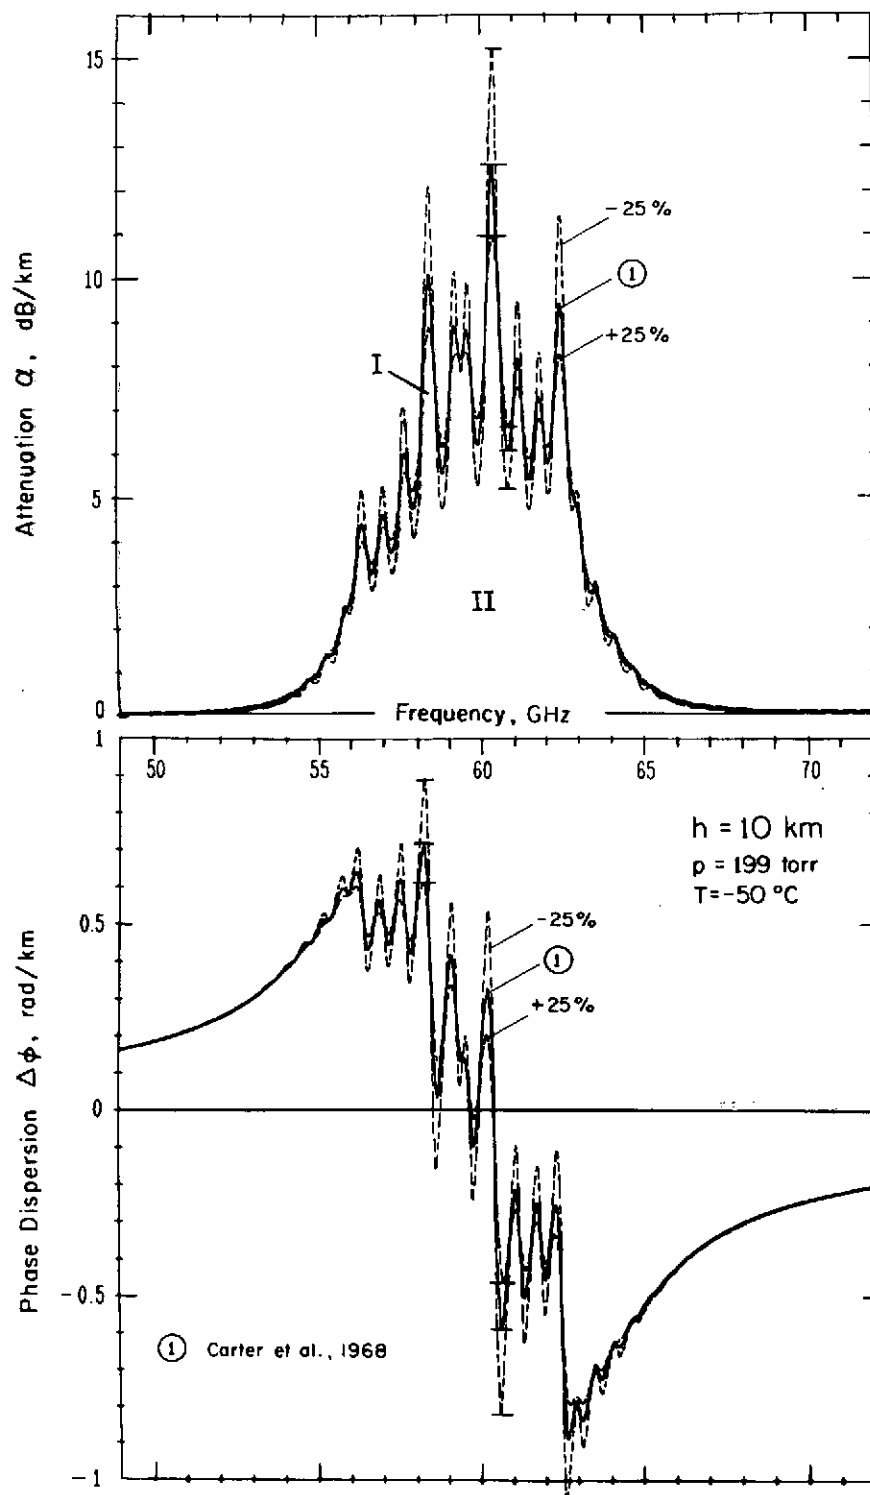 15
10
5
0
Attenuation α, dB/km
-25%
①
+25%
I
II
Frequency, GHz
50 55 60 65 70
1
0.5
0
-0.5
-1
Phase Dispersion Δϕ, rad/km
h = 10 km
p = 199 torr
T=-50 °C
-25%
①
+25%
① Carter et al., 1968